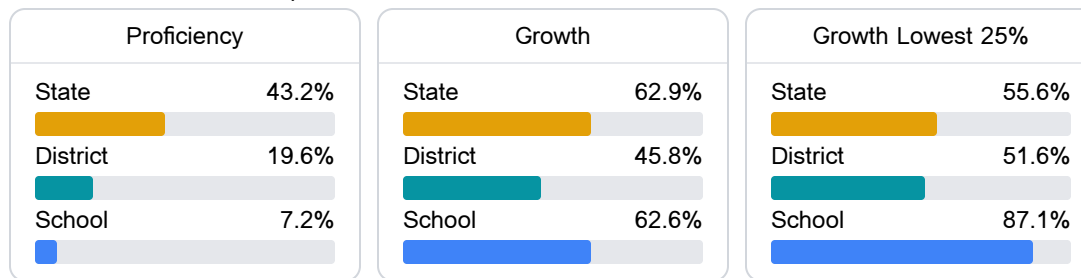 Proficiency
State 43.2%
District 19.6%
School 7.2%
Growth
State 62.9%
District 45.8%
School 62.6%
Growth Lowest 25%
State 55.6%
District 51.6%
School 87.1%